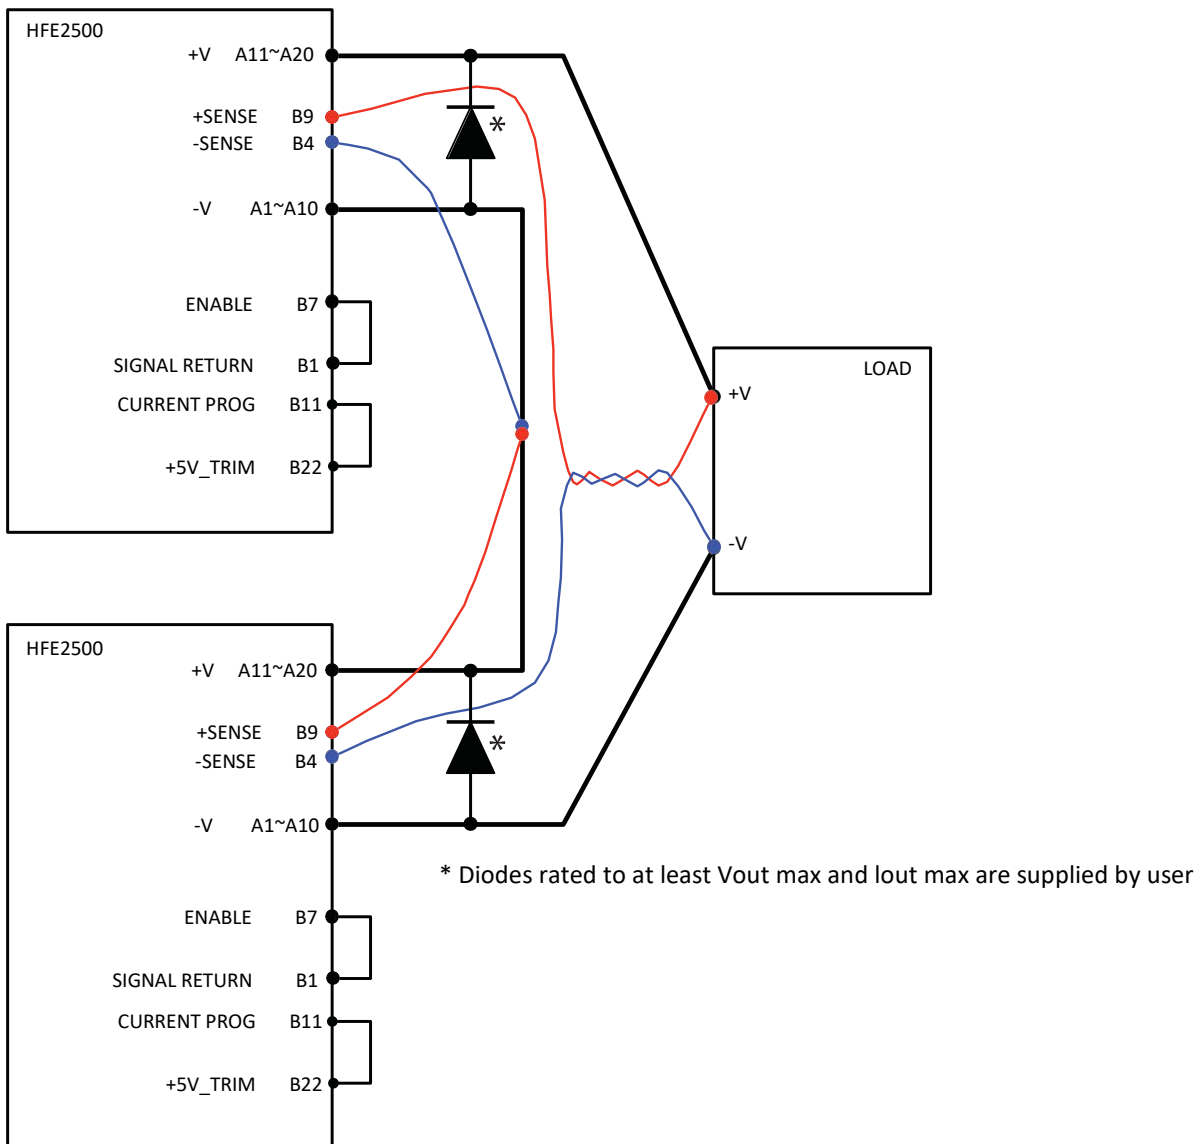 HFE2500
+V A11~A20
+SENSE B9
-SENSE B4
*
-V A1~A10
ENABLE B7
SIGNAL RETURN B1
CURRENT PROG B11
+5V_TRIM B22
LOAD
+V
-V
HFE2500
+V A11~A20
+SENSE B9
-SENSE B4
*
-V A1~A10
* Diodes rated to at least Vout max and Iout max are supplied by user
ENABLE B7
SIGNAL RETURN B1
CURRENT PROG B11
+5V_TRIM B22